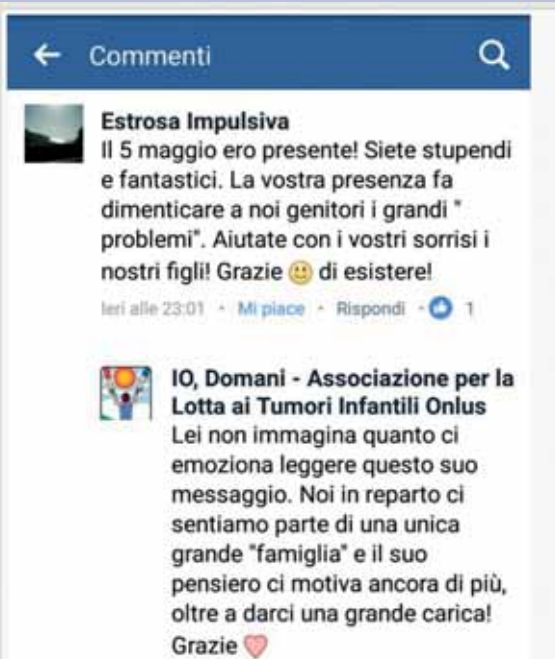 Commenti
Estrosa Impulsiva
Il 5 maggio ero presente! Siete stupendi
e fantastici. La vostra presenza fa
dimenticare a noi genitori i grandi "
problemi". Aiutate con i vostri sorrisi i
nostri figli! Grazie 🙂 di esistere!
Ieri alle 23:01 · Mi piace · Rispondi · 1
IO, Domani - Associazione per la
Lotta ai Tumori Infantili Onlus
Lei non immagina quanto ci
emoziona leggere questo suo
messaggio. Noi in reparto ci
sentiamo parte di una unica
grande "famiglia" e il suo
pensiero ci motiva ancora di più,
oltre a darci una grande carica!
Grazie 💗